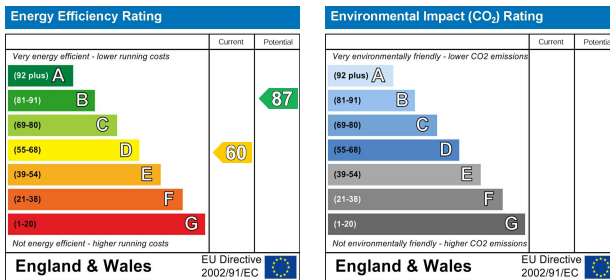 Energy Efficiency Rating
Current Potential
Very energy efficient - lower running costs
(92 plus) A
(81-91) B
(69-80) C
(55-68) D
(39-54) E
(21-38) F
(1-20) G
87
60
Not energy efficient - higher running costs
England & Wales
EU Directive
2002/91/EC
Environmental Impact (CO₂) Rating
Current Potential
Very environmentally friendly - lower CO2 emissions
(92 plus) A
(81-91) B
(69-80) C
(55-68) D
(39-54) E
(21-38) F
(1-20) G
Not environmentally friendly - higher CO2 emissions
England & Wales
EU Directive
2002/91/EC